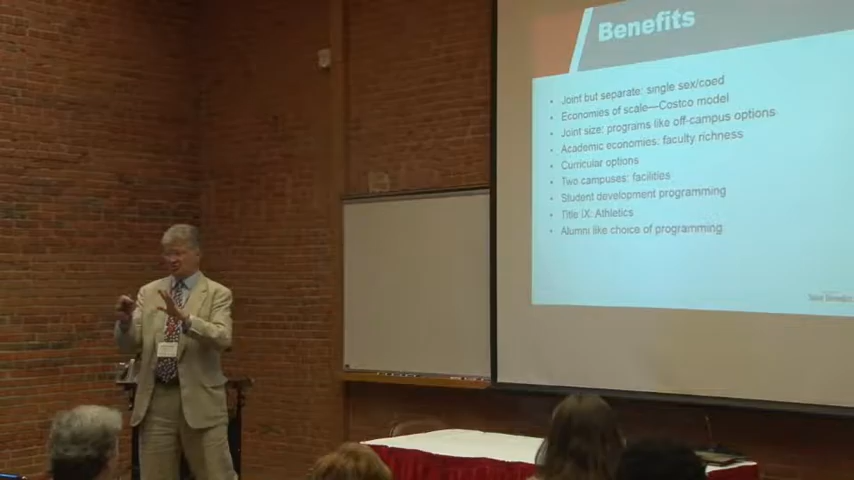 Benefits
• Joint but separate: single sex/coed
• Economies of scale—Costco model
• Joint size: programs like off-campus options
• Academic economies: faculty richness
• Curricular options
• Two campuses: facilities
• Student development programming
• Title IX: Athletics
• Alumni like choice of programming